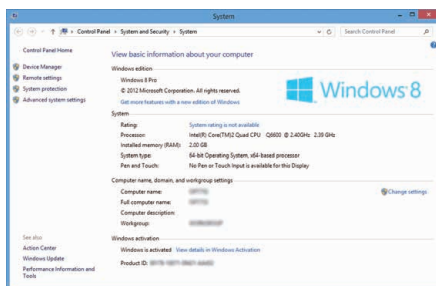 System
Control Panel ▸ System and Security ▸ System
Search Control Panel
Control Panel Home
Device Manager
Remote settings
System protection
Advanced system settings
View basic information about your computer
Windows edition
Windows 8 Pro
© 2012 Microsoft Corporation. All rights reserved.
Get more features with a new edition of Windows
Windows 8
System
Rating: System rating is not available
Processor: Intel(R) Core(TM)2 Quad CPU Q6600 @ 2.40GHz 2.39 GHz
Installed memory (RAM): 2.00 GB
System type: 64-bit Operating System, x64-based processor
Pen and Touch: No Pen or Touch Input is available for this Display
Computer name, domain, and workgroup settings
Computer name:
Change settings
Full computer name:
Computer description:
Workgroup:
Windows activation
Windows is activated View details in Windows Activation
Product ID:
See also
Action Center
Windows Update
Performance Information and
Tools